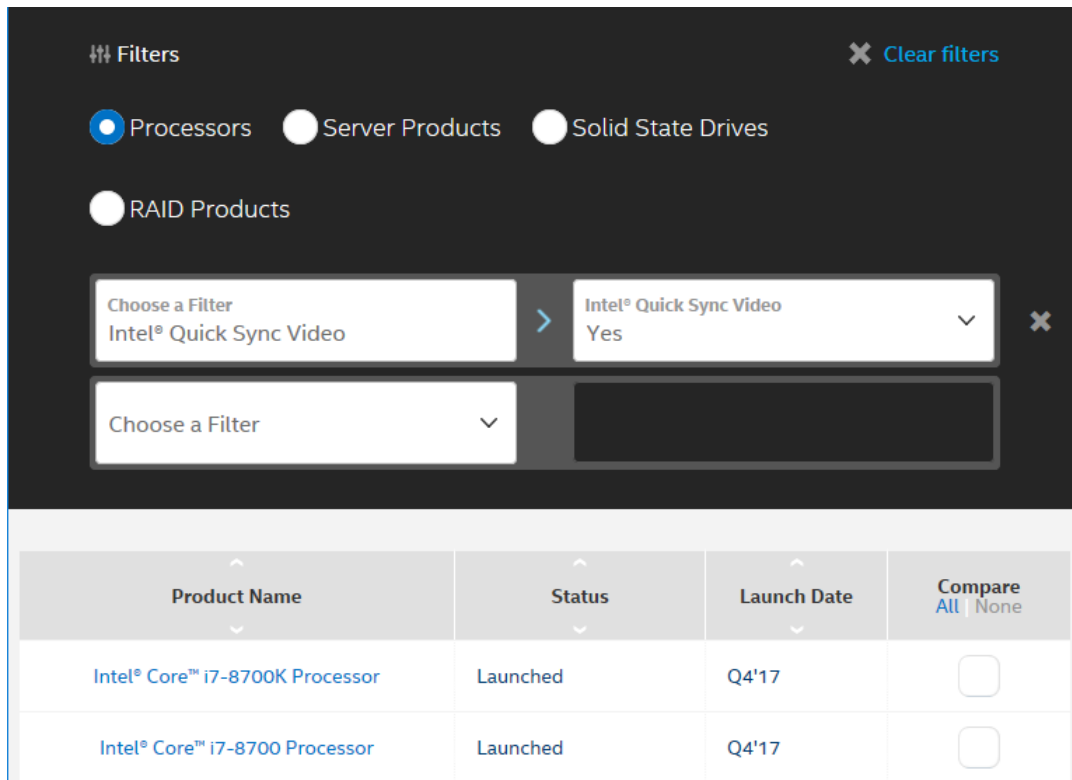 Filters
Clear filters
Processors Server Products Solid State Drives
RAID Products
Choose a Filter
Intel® Quick Sync Video
Intel® Quick Sync Video
Yes
Choose a Filter
Product Name Status Launch Date Compare
All | None
Intel® Core™ i7-8700K Processor Launched Q4'17
Intel® Core™ i7-8700 Processor Launched Q4'17